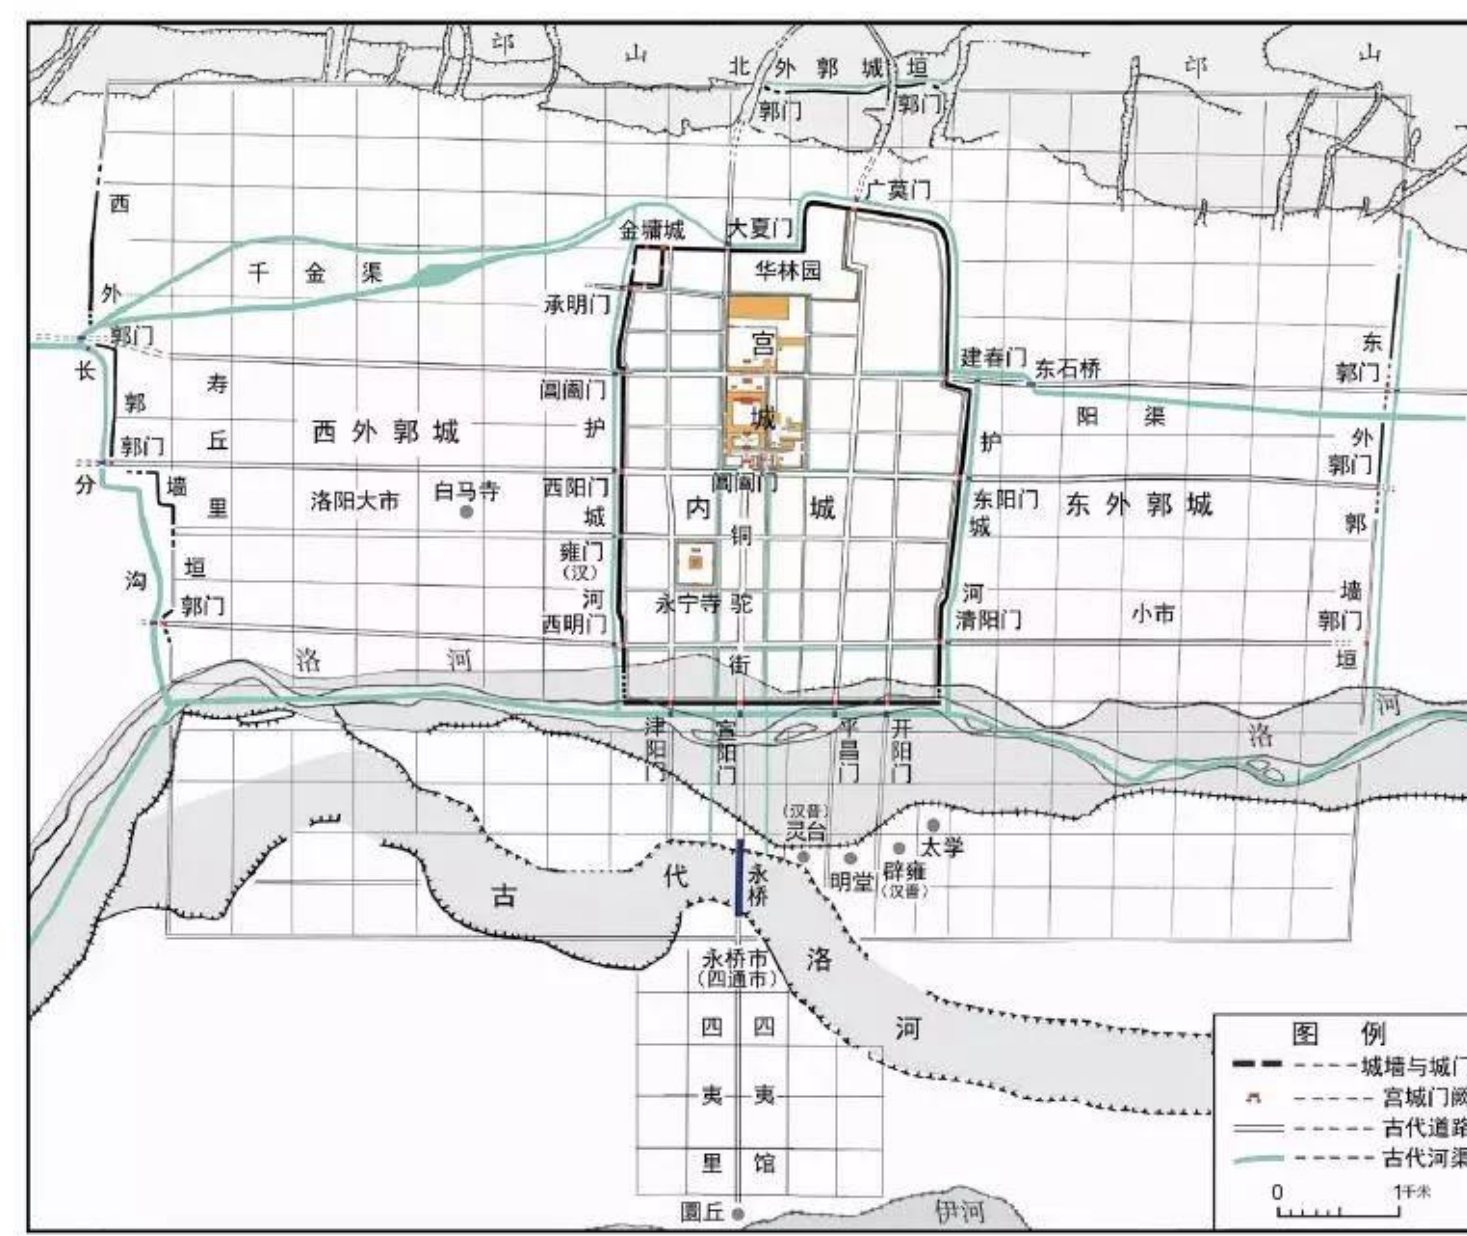 邙 山
邙 山
北外郭城垣
郭门
郭门
广莫门
西外郭墙垣
金墉城
大夏门
千金渠
华林园
承明门
郭门
宫城
建春门
东石桥
东外郭墙垣
郭门
长分沟
寿丘里
阊阖门
阳渠
西外郭城
护城河
护城河
郭门
郭门
洛阳大市
白马寺
西阳门
阊阖门
内城
东阳门
东外郭城
铜驼街
雍门
(汉)
永宁寺
郭门
西明门
清阳门
小市
郭门
洛河
洛河
津阳门
宣阳门
平昌门
开阳门
(汉晋)
灵台
明堂
辟雍
(汉晋)
太学
古代洛河
永桥
永桥市
(四通市)
四夷里
四夷馆
圜丘
伊河
图例
城墙与城门
宫城门阙
古代道路
古代河渠
0 1千米